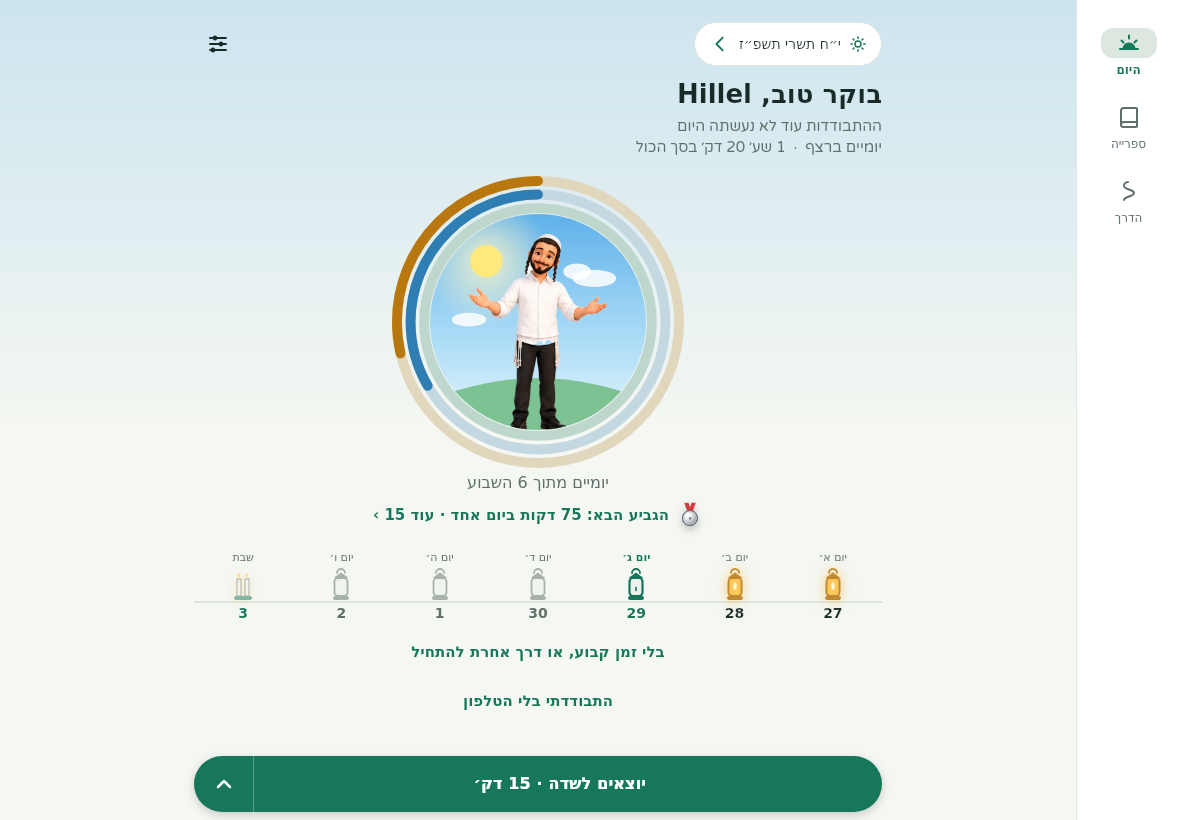 היום
ספרייה
הדרך
י״ח תשרי תשפ״ז
בוקר טוב, Hillel
ההתבודדות עוד לא נעשתה היום
יומיים ברצף · 1 שע׳ 20 דק׳ בסך הכול
יומיים מתוך 6 השבוע
הגביע הבא: 75 דקות ביום אחד · עוד 15 ›
יום א׳ יום ב׳ יום ג׳ יום ד׳ יום ה׳ יום ו׳ שבת
27 28 29 30 1 2 3
בלי זמן קבוע, או דרך אחרת להתחיל
התבודדתי בלי הטלפון
יוצאים לשדה · 15 דק׳